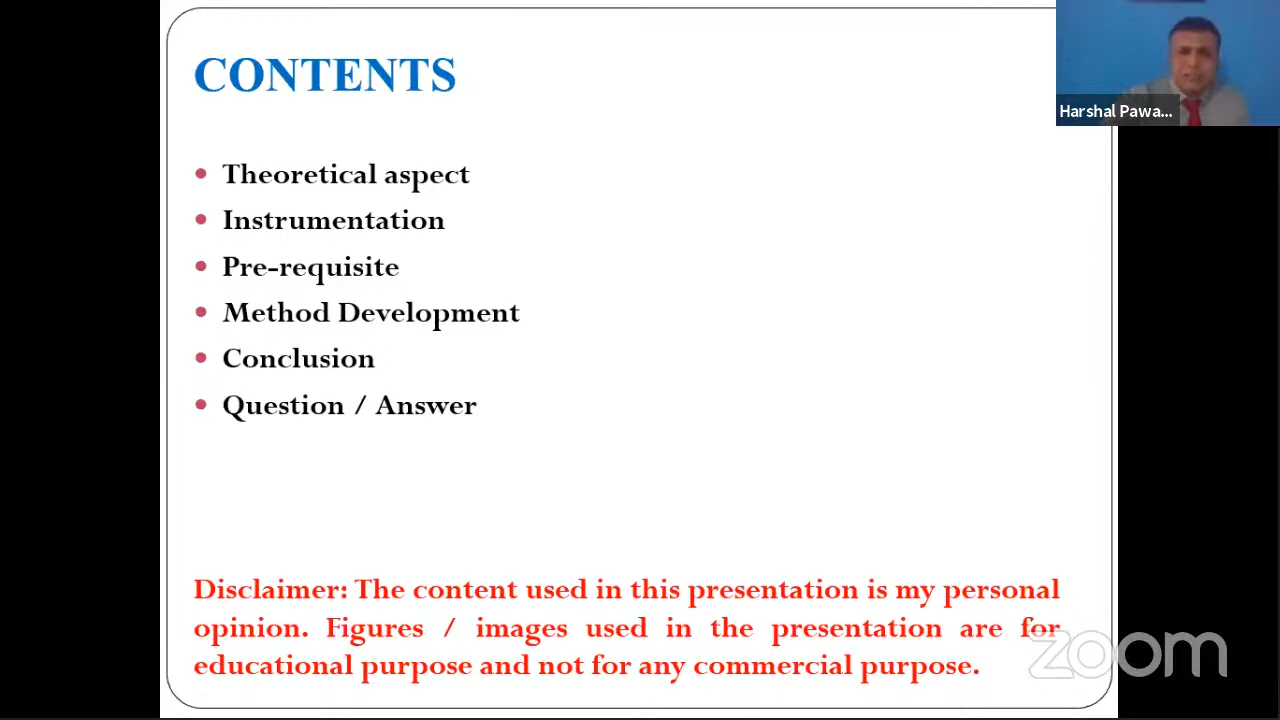 CONTENTS
Harshal Pawa...
• Theoretical aspect
• Instrumentation
• Pre-requisite
• Method Development
• Conclusion
• Question / Answer
Disclaimer: The content used in this presentation is my personal
opinion. Figures / images used in the presentation are for
educational purpose and not for any commercial purpose.
zoom